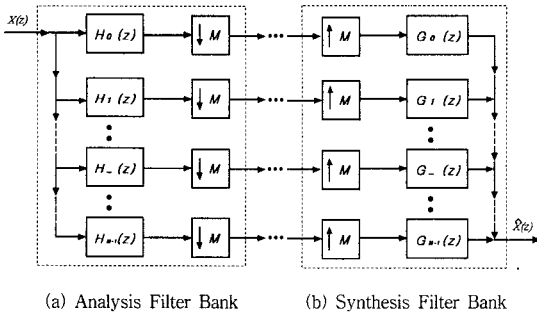 X(z)
H₀(z) ↓ M ••• ↑ M G₀(z)
H₁(z) ↓ M ••• ↑ M G₁(z)
H₋(z) ↓ M ••• ↑ M G₋(z)
X̂(z)
↓ M ••• ↑ M
(a) Analysis Filter Bank (b) Synthesis Filter Bank